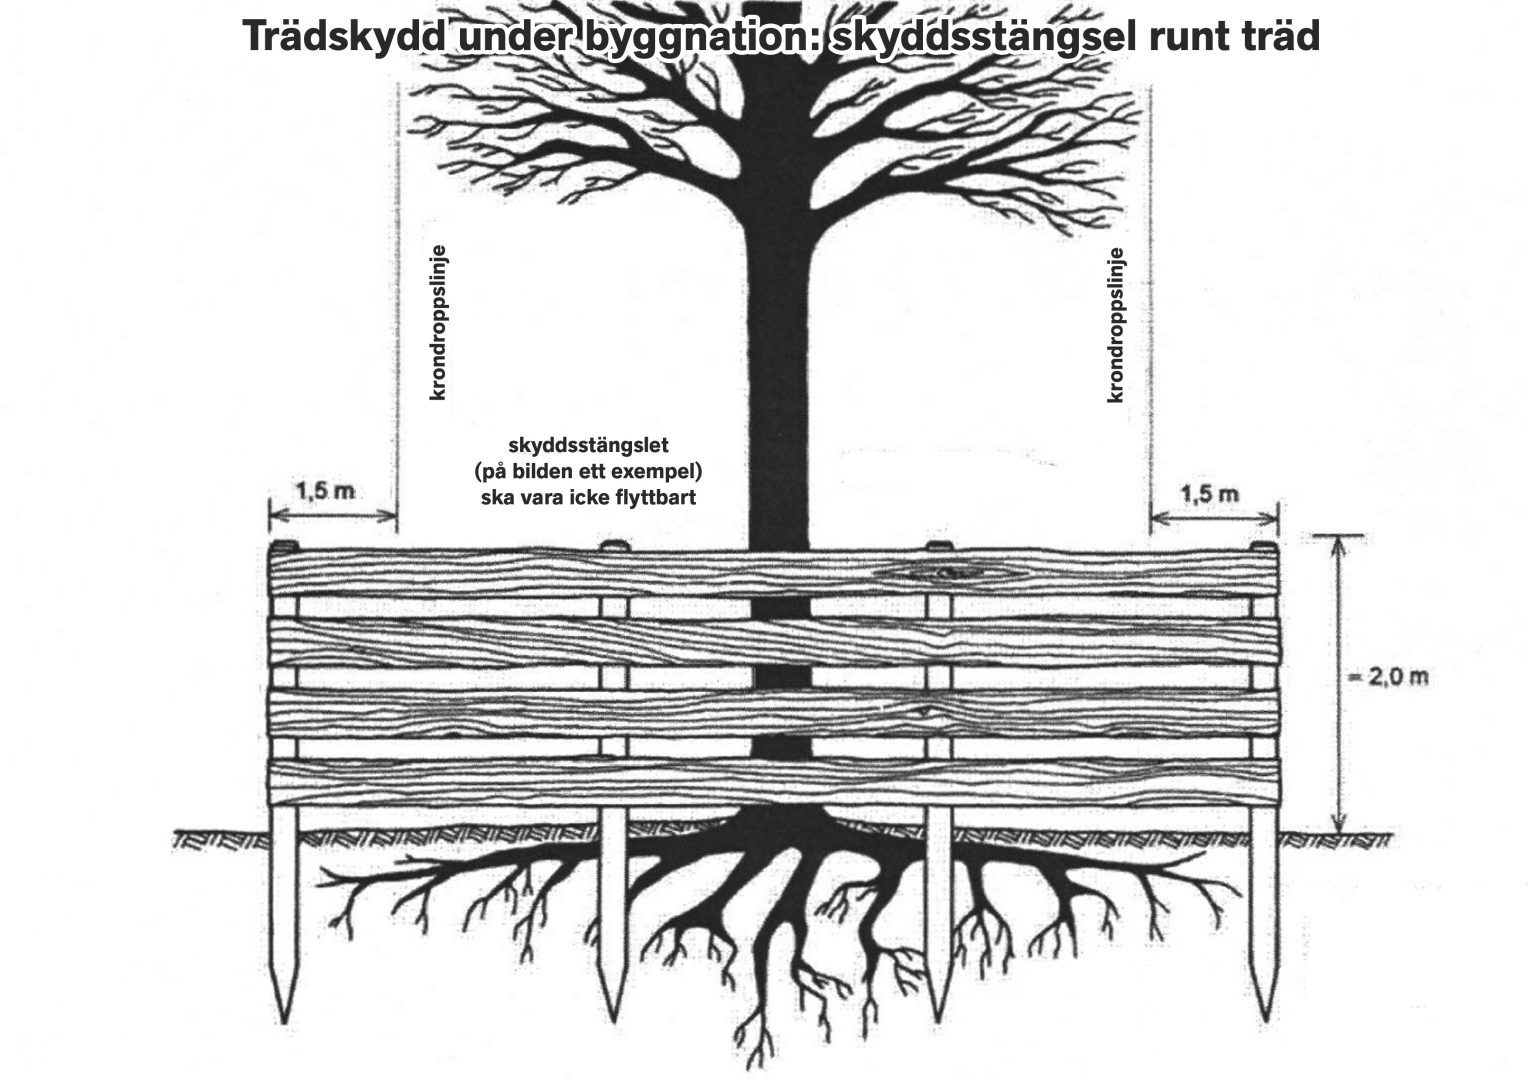 Trädskydd under byggnation: skyddsstängsel runt träd
krondroppslinje
krondroppslinje
skyddsstängslet
(på bilden ett exempel)
ska vara icke flyttbart
1,5 m
1,5 m
= 2,0 m